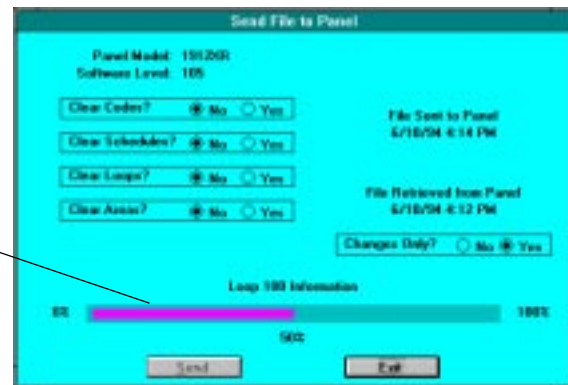 Send File to Panel
Panel Model: 1912XR
Software Level: 105
Clear Codes? No Yes
File Sent to Panel
6/10/94 4:14 PM
Clear Schedules? No Yes
Clear Loops? No Yes
File Retrieved from Panel
6/10/94 4:12 PM
Clear Areas? No Yes
Changes Only? No Yes
Loop 100 Information
0% 100%
50%
Send Exit